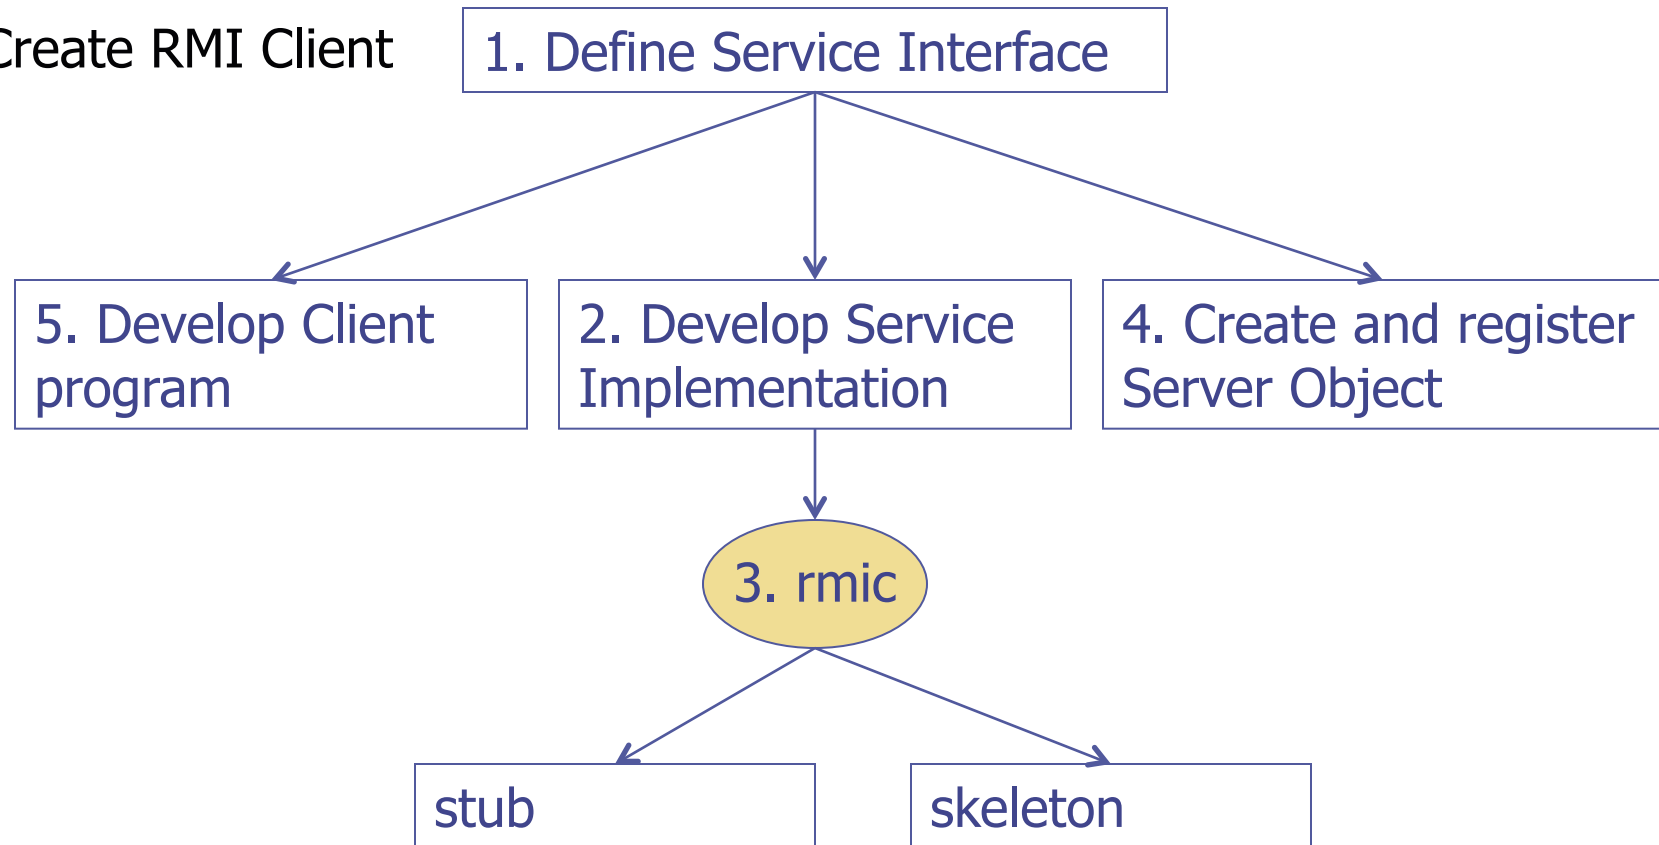 Create RMI Client
1. Define Service Interface
5. Develop Client
program
2. Develop Service
Implementation
4. Create and register
Server Object
3. rmic
stub
skeleton